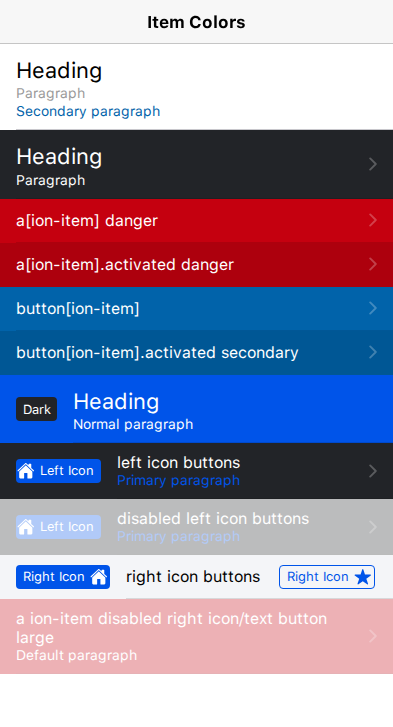 Item Colors
Heading
Paragraph
Secondary paragraph
Heading
Paragraph
a[ion-item] danger
a[ion-item].activated danger
button[ion-item]
button[ion-item].activated secondary
Dark
Heading
Normal paragraph
Left Icon
left icon buttons
Primary paragraph
Left Icon
disabled left icon buttons
Primary paragraph
Right Icon right icon buttons Right Icon
a ion-item disabled right icon/text button
large
Default paragraph